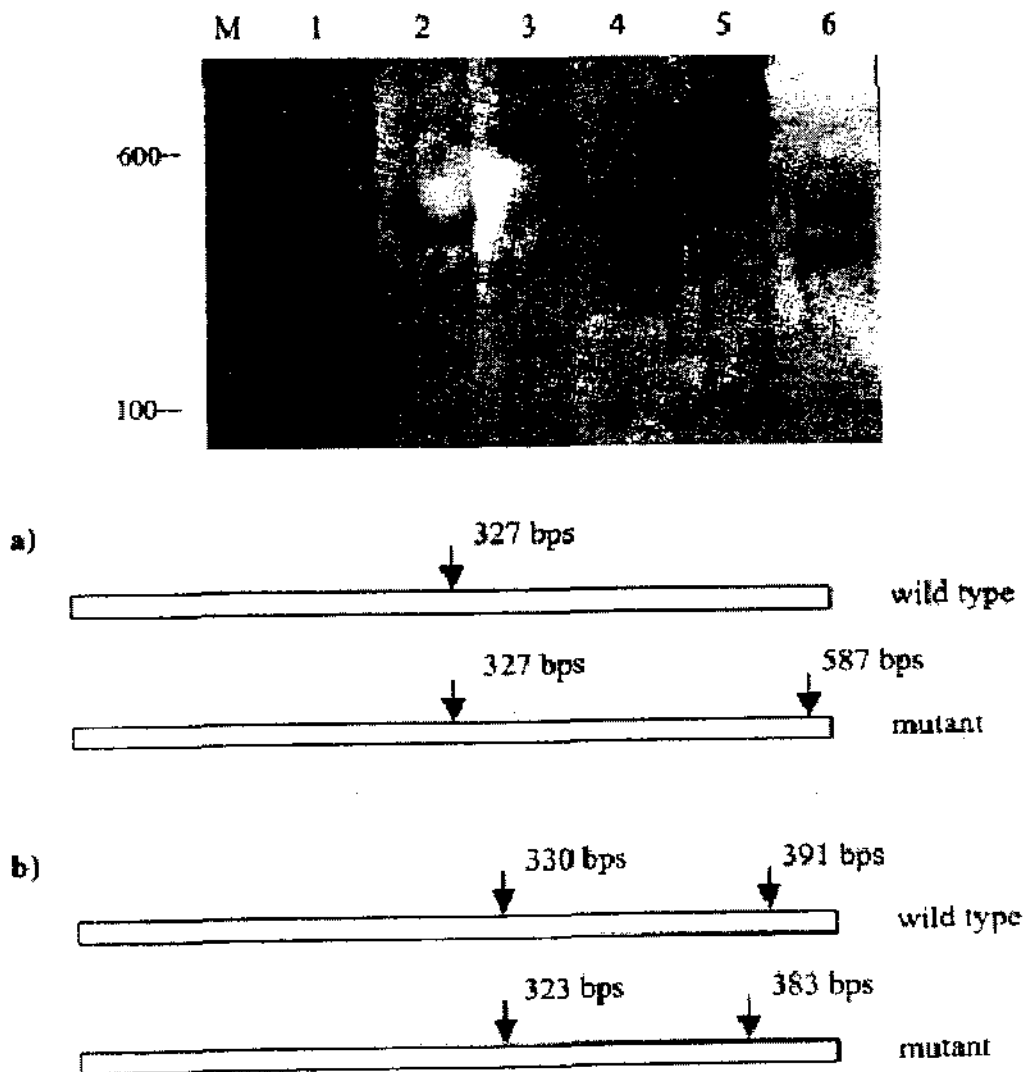 M 1 2 3 4 5 6
600
100
a)
327 bps
wild type
327 bps 587 bps
mutant
b)
330 bps 391 bps
wild type
323 bps 383 bps
mutant